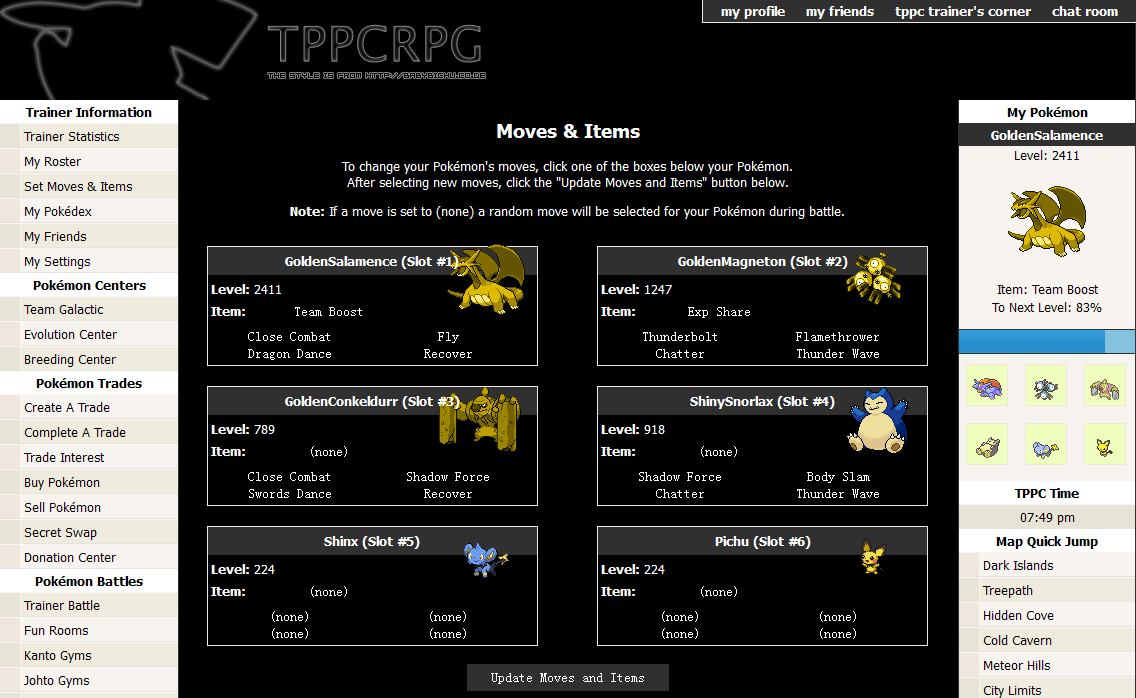 my profile my friends tppc trainer's corner chat room
TPPCRPG
THE STYLE IS FROM HTTP://BABYBICHU.CO.DE
Trainer Information
Trainer Statistics
My Roster
Set Moves & Items
My Pokédex
My Friends
My Settings
Pokémon Centers
Team Galactic
Evolution Center
Breeding Center
Pokémon Trades
Create A Trade
Complete A Trade
Trade Interest
Buy Pokémon
Sell Pokémon
Secret Swap
Donation Center
Pokémon Battles
Trainer Battle
Fun Rooms
Kanto Gyms
Johto Gyms
Moves & Items
To change your Pokémon's moves, click one of the boxes below your Pokémon.
After selecting new moves, click the "Update Moves and Items" button below.
Note: If a move is set to (none) a random move will be selected for your Pokémon during battle.
GoldenSalamence (Slot #1)
Level: 2411
Item: Team Boost
Close Combat Fly
Dragon Dance Recover
GoldenMagneton (Slot #2)
Level: 1247
Item: Exp Share
Thunderbolt Flamethrower
Chatter Thunder Wave
GoldenConkeldurr (Slot #3)
Level: 789
Item: (none)
Close Combat Shadow Force
Swords Dance Recover
ShinySnorlax (Slot #4)
Level: 918
Item: (none)
Shadow Force Body Slam
Chatter Thunder Wave
Shinx (Slot #5)
Level: 224
Item: (none)
(none) (none)
(none) (none)
Pichu (Slot #6)
Level: 224
Item: (none)
(none) (none)
(none) (none)
Update Moves and Items
My Pokémon
GoldenSalamence
Level: 2411
Item: Team Boost
To Next Level: 83%
TPPC Time
07:49 pm
Map Quick Jump
Dark Islands
Treepath
Hidden Cove
Cold Cavern
Meteor Hills
City Limits